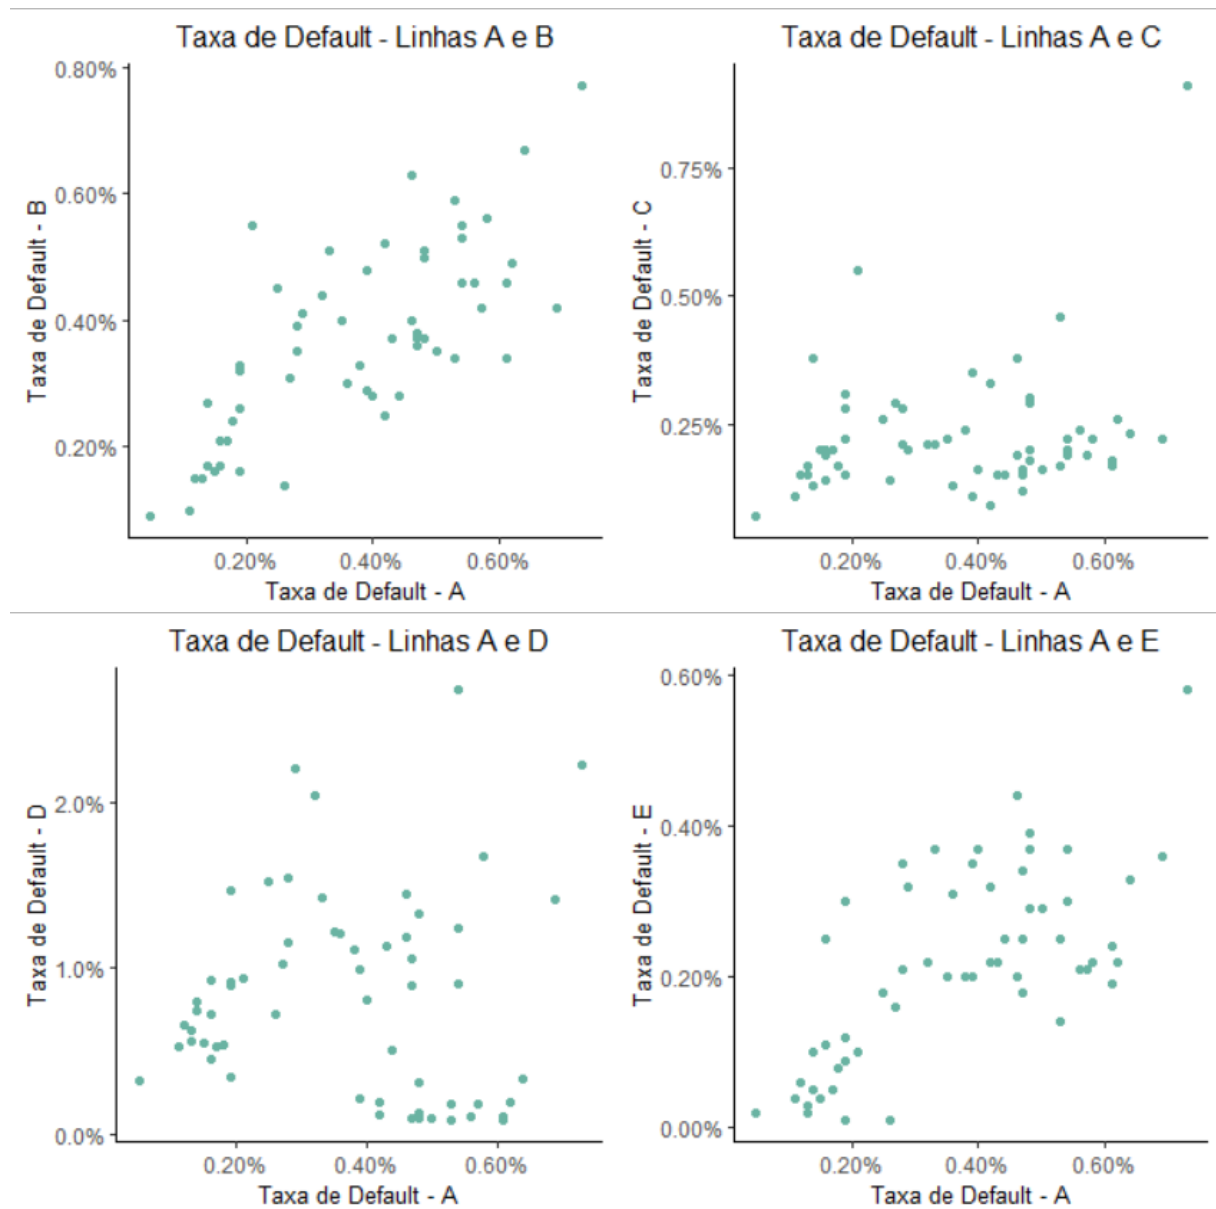 Taxa de Default - Linhas A e B
Taxa de Default - B
0.80%
0.60%
0.40%
0.20%
0.20% 0.40% 0.60%
Taxa de Default - A
Taxa de Default - Linhas A e C
Taxa de Default - C
0.75%
0.50%
0.25%
0.20% 0.40% 0.60%
Taxa de Default - A
Taxa de Default - Linhas A e D
Taxa de Default - D
2.0%
1.0%
0.0%
0.20% 0.40% 0.60%
Taxa de Default - A
Taxa de Default - Linhas A e E
Taxa de Default - E
0.60%
0.40%
0.20%
0.00%
0.20% 0.40% 0.60%
Taxa de Default - A